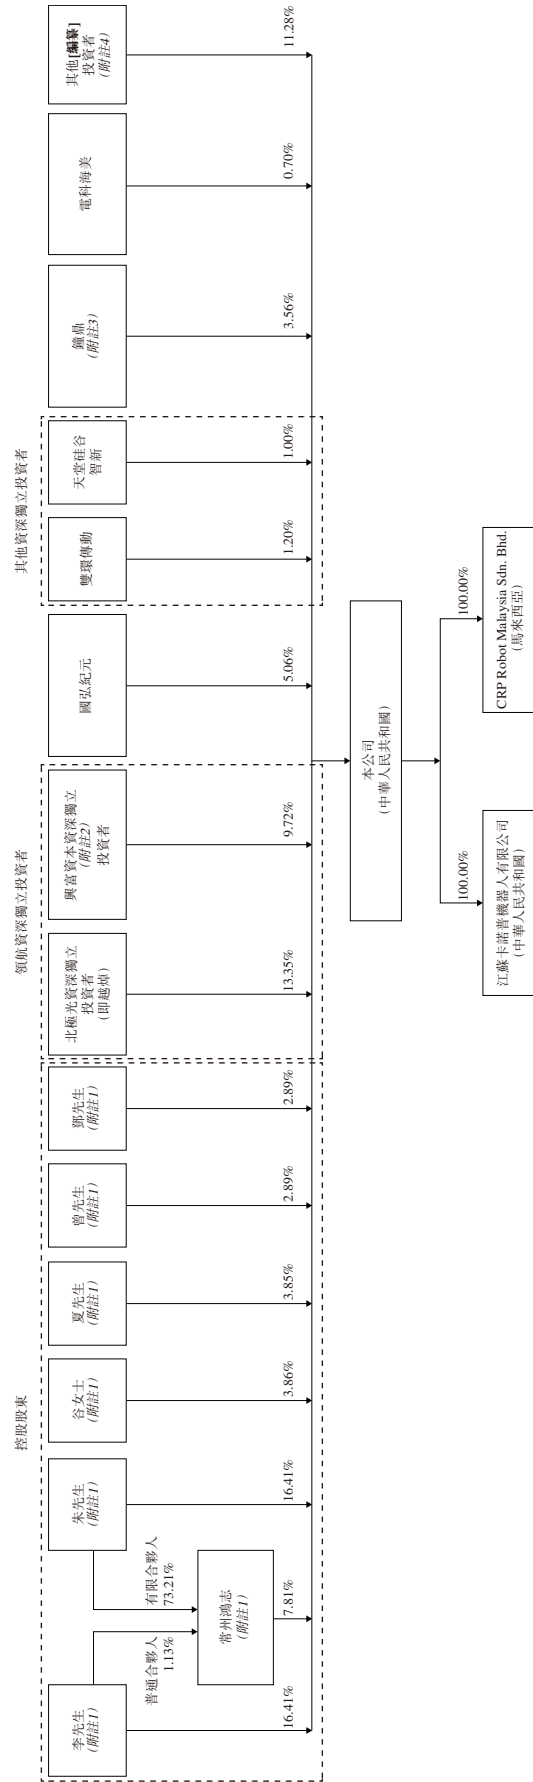 控股股東
領航資深獨立投資者
其他資深獨立投資者
李先生
(附註1)
朱先生
(附註1)
谷女士
(附註1)
夏先生
(附註1)
曾先生
(附註1)
鄧先生
(附註1)
北極光資深獨立
投資者
(即越焯)
興富資本資深獨立
(附註2)
投資者
國弘紀元
雙環傳動
天堂硅谷
智新
鐘鼎
(附註3)
電科海美
其他[編纂]
投資者
(附註4)
普通合夥人
1.13%
有限合夥人
73.21%
常州鴻志
(附註1)
16.41%
7.81%
16.41%
3.86%
3.85%
2.89%
2.89%
13.35%
9.72%
5.06%
1.20%
1.00%
3.56%
0.70%
11.28%
本公司
(中華人民共和國)
100.00%
100.00%
江蘇卡諾普機器人有限公司
(中華人民共和國)
CRP Robot Malaysia Sdn. Bhd.
(馬來西亞)